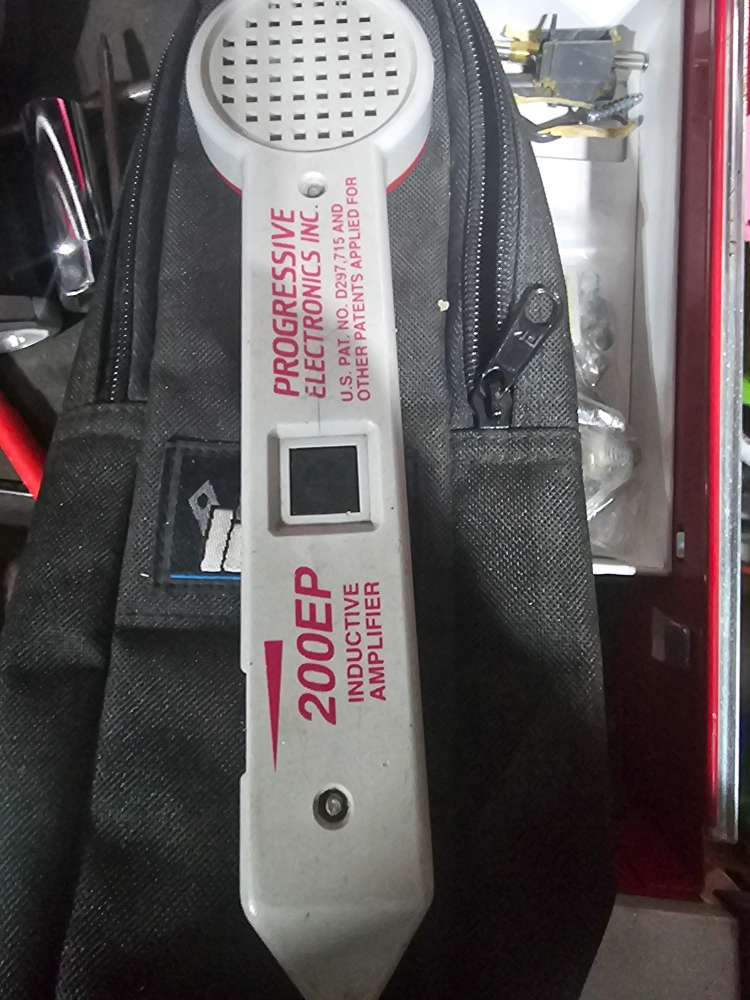 PROGRESSIVE
ELECTRONICS INC.
U.S. PAT. NO. D297,715 AND
OTHER PATENTS APPLIED FOR
200EP
INDUCTIVE
AMPLIFIER